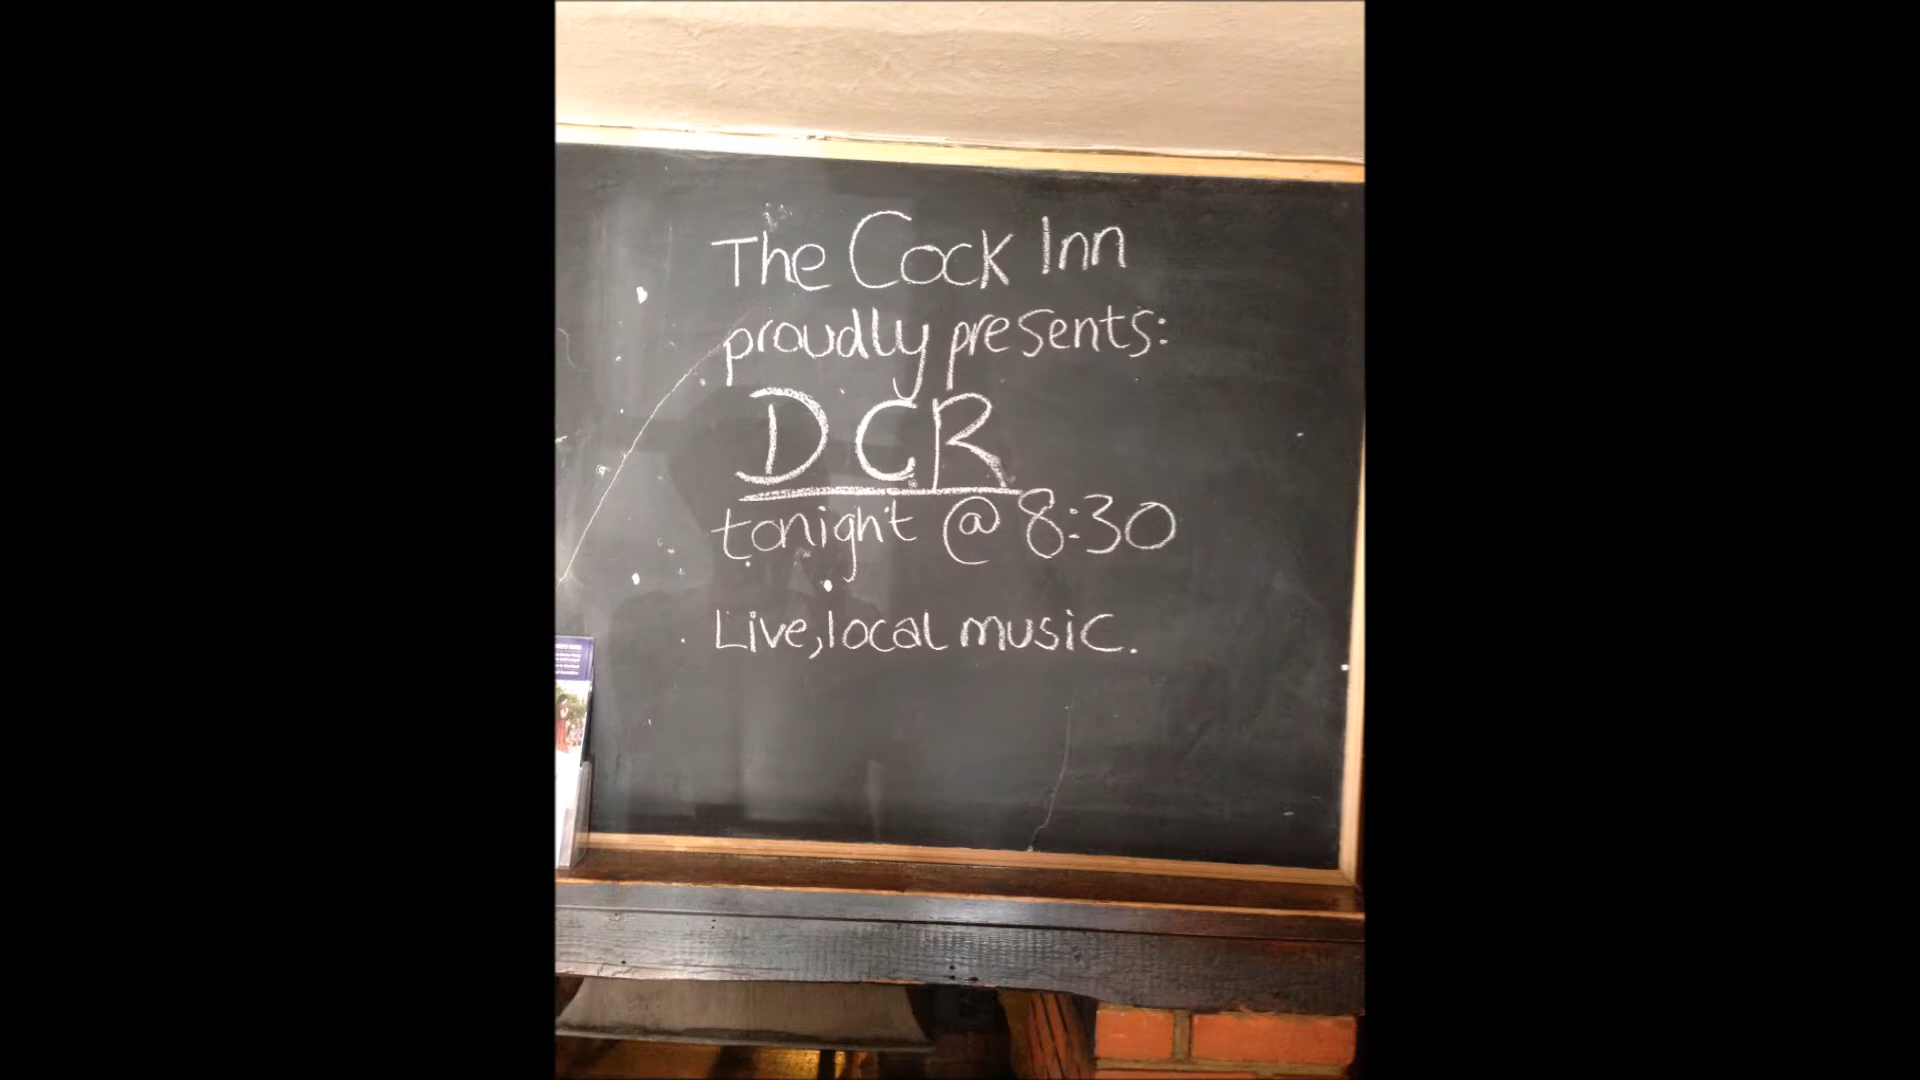 The Cock Inn
proudly presents:
DCR
tonight @ 8:30
Live, local music.